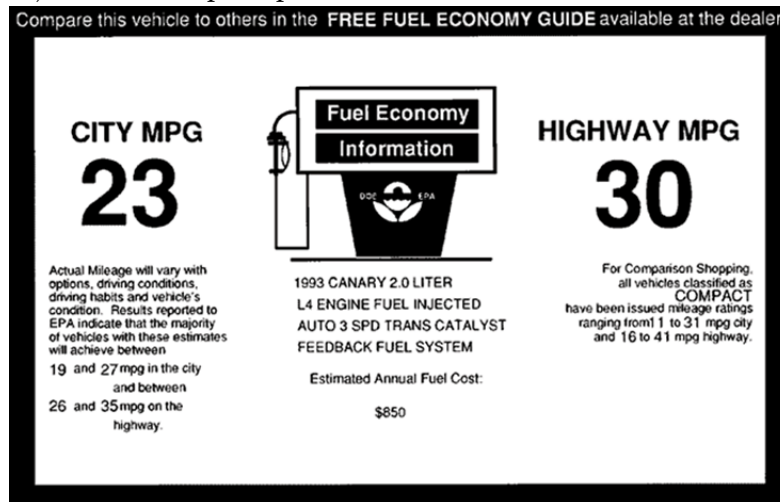 Compare this vehicle to others in the FREE FUEL ECONOMY GUIDE available at the dealer
CITY MPG
23
Fuel Economy
Information
DOE EPA
HIGHWAY MPG
30
Actual Mileage will vary with
options, driving conditions,
driving habits and vehicle's
condition. Results reported to
EPA indicate that the majority
of vehicles with these estimates
will achieve between
19 and 27 mpg in the city
and between
26 and 35 mpg on the
highway.
1993 CANARY 2.0 LITER
L4 ENGINE FUEL INJECTED
AUTO 3 SPD TRANS CATALYST
FEEDBACK FUEL SYSTEM
Estimated Annual Fuel Cost:
$850
For Comparison Shopping,
all vehicles classified as
COMPACT
have been issued mileage ratings
ranging from11 to 31 mpg city
and 16 to 41 mpg highway.